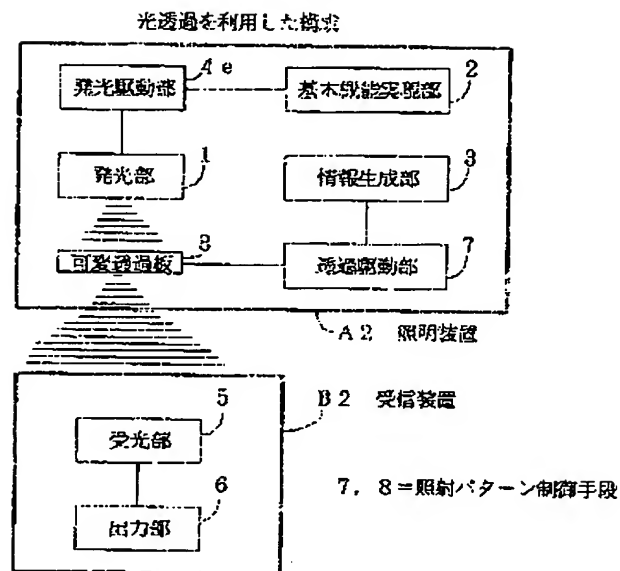 光透過を利用した構成
4e
発光駆動部
基本機能実現部
2
1
発光部
情報生成部
3
8
可変透過板
透過駆動部
7
A2 照明装置
B2 受信装置
5
受光部
6
出力部
7,8=照射パターン制御手段